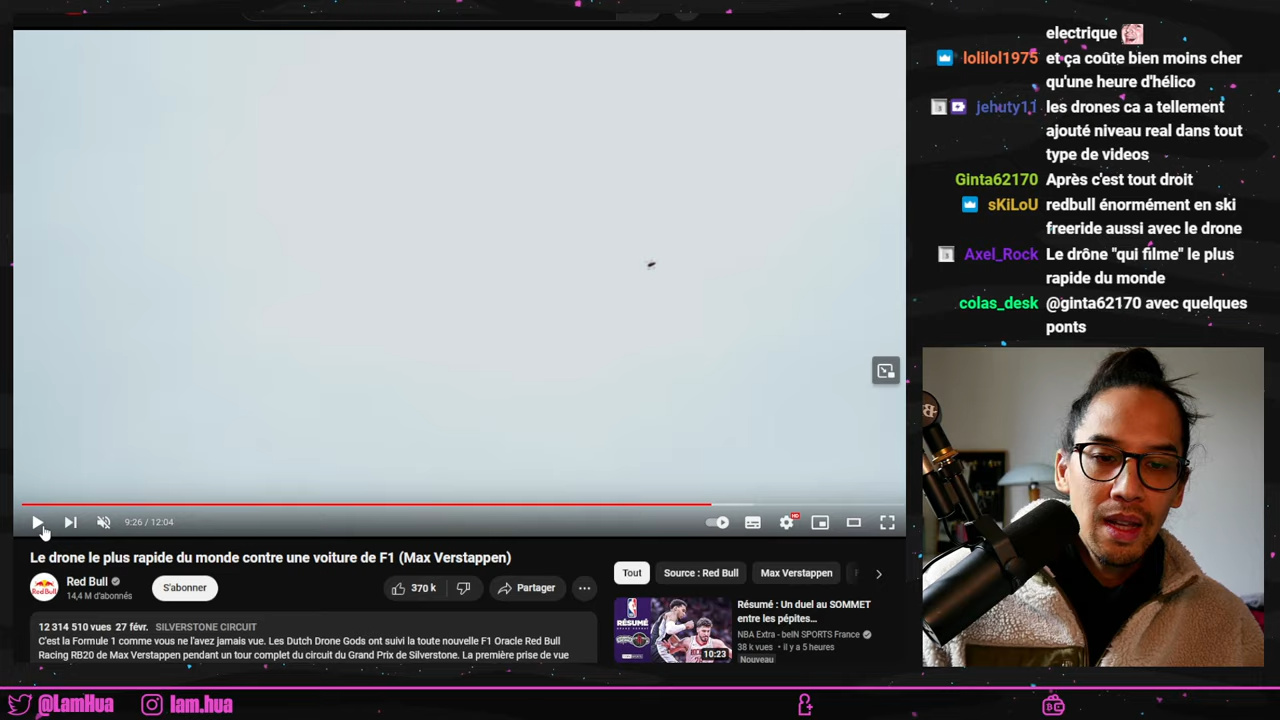 9:26 / 12:04
HD
Le drone le plus rapide du monde contre une voiture de F1 (Max Verstappen)
Red Bull
Red Bull
14,4 M d'abonnés
S'abonner
370 k
Partager
12 314 510 vues 27 févr. SILVERSTONE CIRCUIT
C'est la Formule 1 comme vous ne l'avez jamais vue. Les Dutch Drone Gods ont suivi la toute nouvelle F1 Oracle Red Bull
Racing RB20 de Max Verstappen pendant un tour complet du circuit du Grand Prix de Silverstone. La première prise de vue
Tout
Source : Red Bull
Max Verstappen
RÉSUMÉ
10:23
Résumé : Un duel au SOMMET
entre les pépites...
NBA Extra - beIN SPORTS France
38 k vues • il y a 5 heures
Nouveau
electrique
lolilol1975 et ça coûte bien moins cher
qu'une heure d'hélico
jehuty11 les drones ca a tellement
ajouté niveau real dans tout
type de videos
Ginta62170 Après c'est tout droit
sKiLoU redbull énormément en ski
freeride aussi avec le drone
Axel_Rock Le drône "qui filme" le plus
rapide du monde
colas_desk @ginta62170 avec quelques
ponts
@LamHua
lam.hua